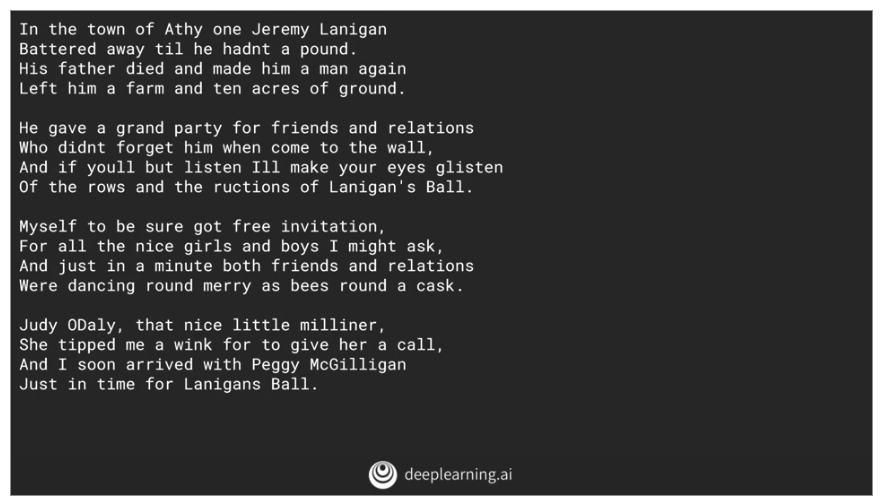 In the town of Athy one Jeremy Lanigan
Battered away til he hadnt a pound.
His father died and made him a man again
Left him a farm and ten acres of ground.
He gave a grand party for friends and relations
Who didnt forget him when come to the wall,
And if youll but listen Ill make your eyes glisten
Of the rows and the ructions of Lanigan's Ball.
Myself to be sure got free invitation,
For all the nice girls and boys I might ask,
And just in a minute both friends and relations
Were dancing round merry as bees round a cask.
Judy ODaly, that nice little milliner,
She tipped me a wink for to give her a call,
And I soon arrived with Peggy McGilligan
Just in time for Lanigans Ball.
deeplearning.ai